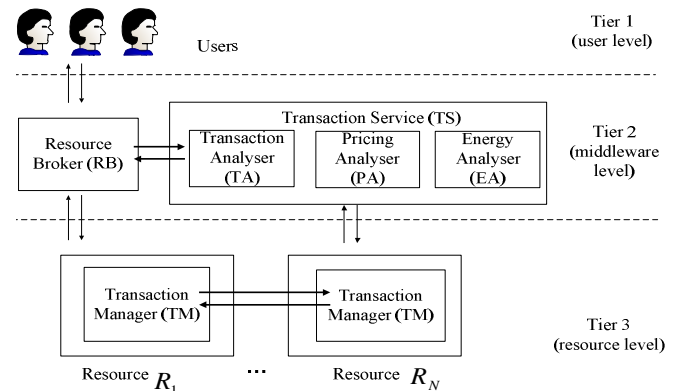 Users
Tier 1
(user level)
Transaction Service (TS)
Resource
Broker (RB)
Transaction
Analyser
(TA)
Pricing
Analyser
(PA)
Energy
Analyser
(EA)
Tier 2
(middleware
level)
Transaction
Manager (TM)
Transaction
Manager (TM)
Tier 3
(resource level)
Resource R₁
...
Resource R_N